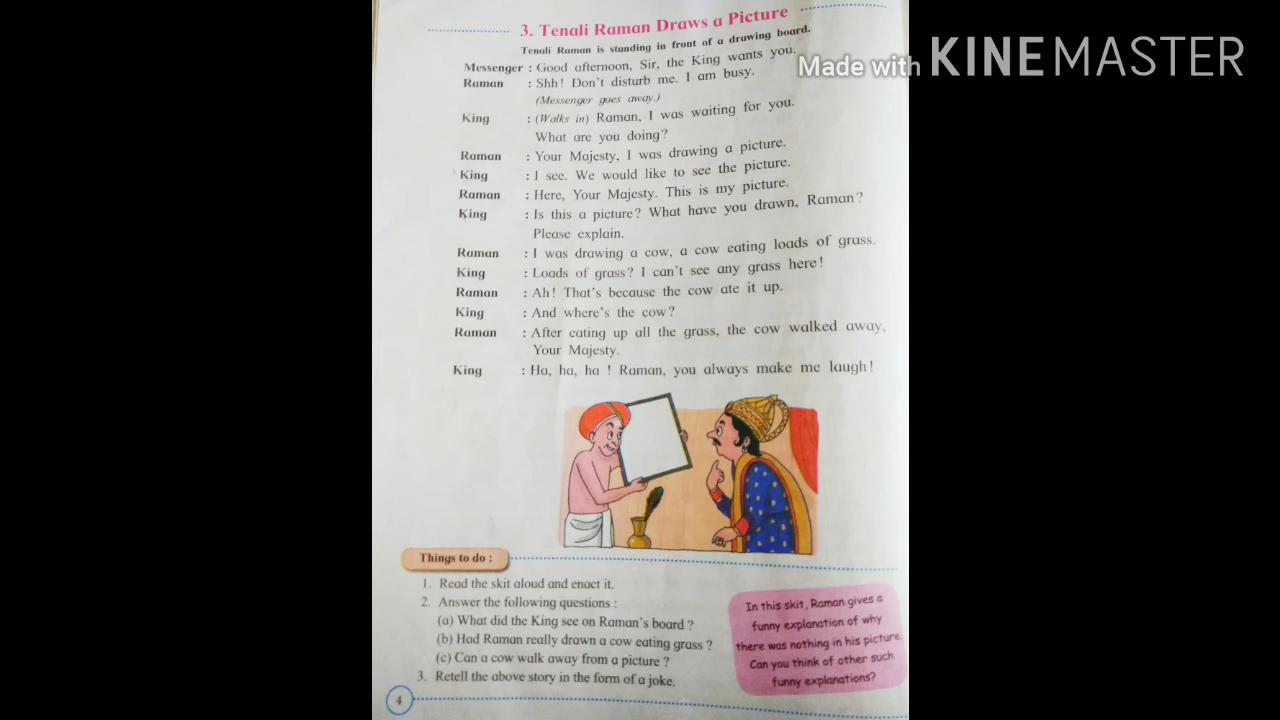 3. Tenali Raman Draws a Picture
Tenali Raman is standing in front of a drawing board.
Messenger : Good afternoon, Sir, the King wants you.
Raman : Shh! Don't disturb me. I am busy.
(Messenger goes away.)
King : (Walks in) Raman, I was waiting for you.
What are you doing?
Raman : Your Majesty, I was drawing a picture.
King : I see. We would like to see the picture.
Raman : Here, Your Majesty. This is my picture.
King : Is this a picture? What have you drawn, Raman?
Please explain.
Raman : I was drawing a cow, a cow eating loads of grass.
King : Loads of grass? I can't see any grass here!
Raman : Ah! That's because the cow ate it up.
King : And where's the cow?
Raman : After eating up all the grass, the cow walked away,
Your Majesty.
King : Ha, ha, ha ! Raman, you always make me laugh!
Things to do :
1. Read the skit aloud and enact it.
2. Answer the following questions :
(a) What did the King see on Raman's board ?
(b) Had Raman really drawn a cow eating grass ?
(c) Can a cow walk away from a picture ?
3. Retell the above story in the form of a joke.
In this skit, Raman gives a
funny explanation of why
there was nothing in his picture.
Can you think of other such
funny explanations?
4
Made with KINEMASTER